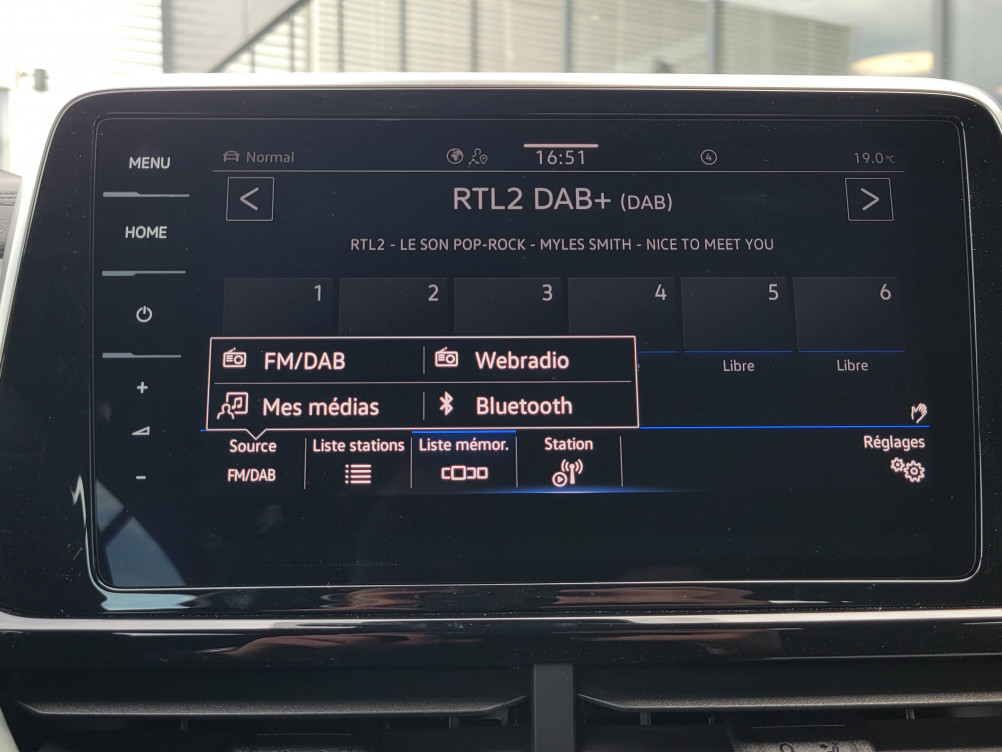 MENU
Normal
16:51
4
19.0°C
HOME
<
RTL2 DAB+ (DAB)
>
RTL2 - LE SON POP-ROCK - MYLES SMITH - NICE TO MEET YOU
1 2 3 4 5 6
Libre Libre
FM/DAB Webradio
Mes médias Bluetooth
+
-
Source Liste stations Liste mémor. Station Réglages
FM/DAB